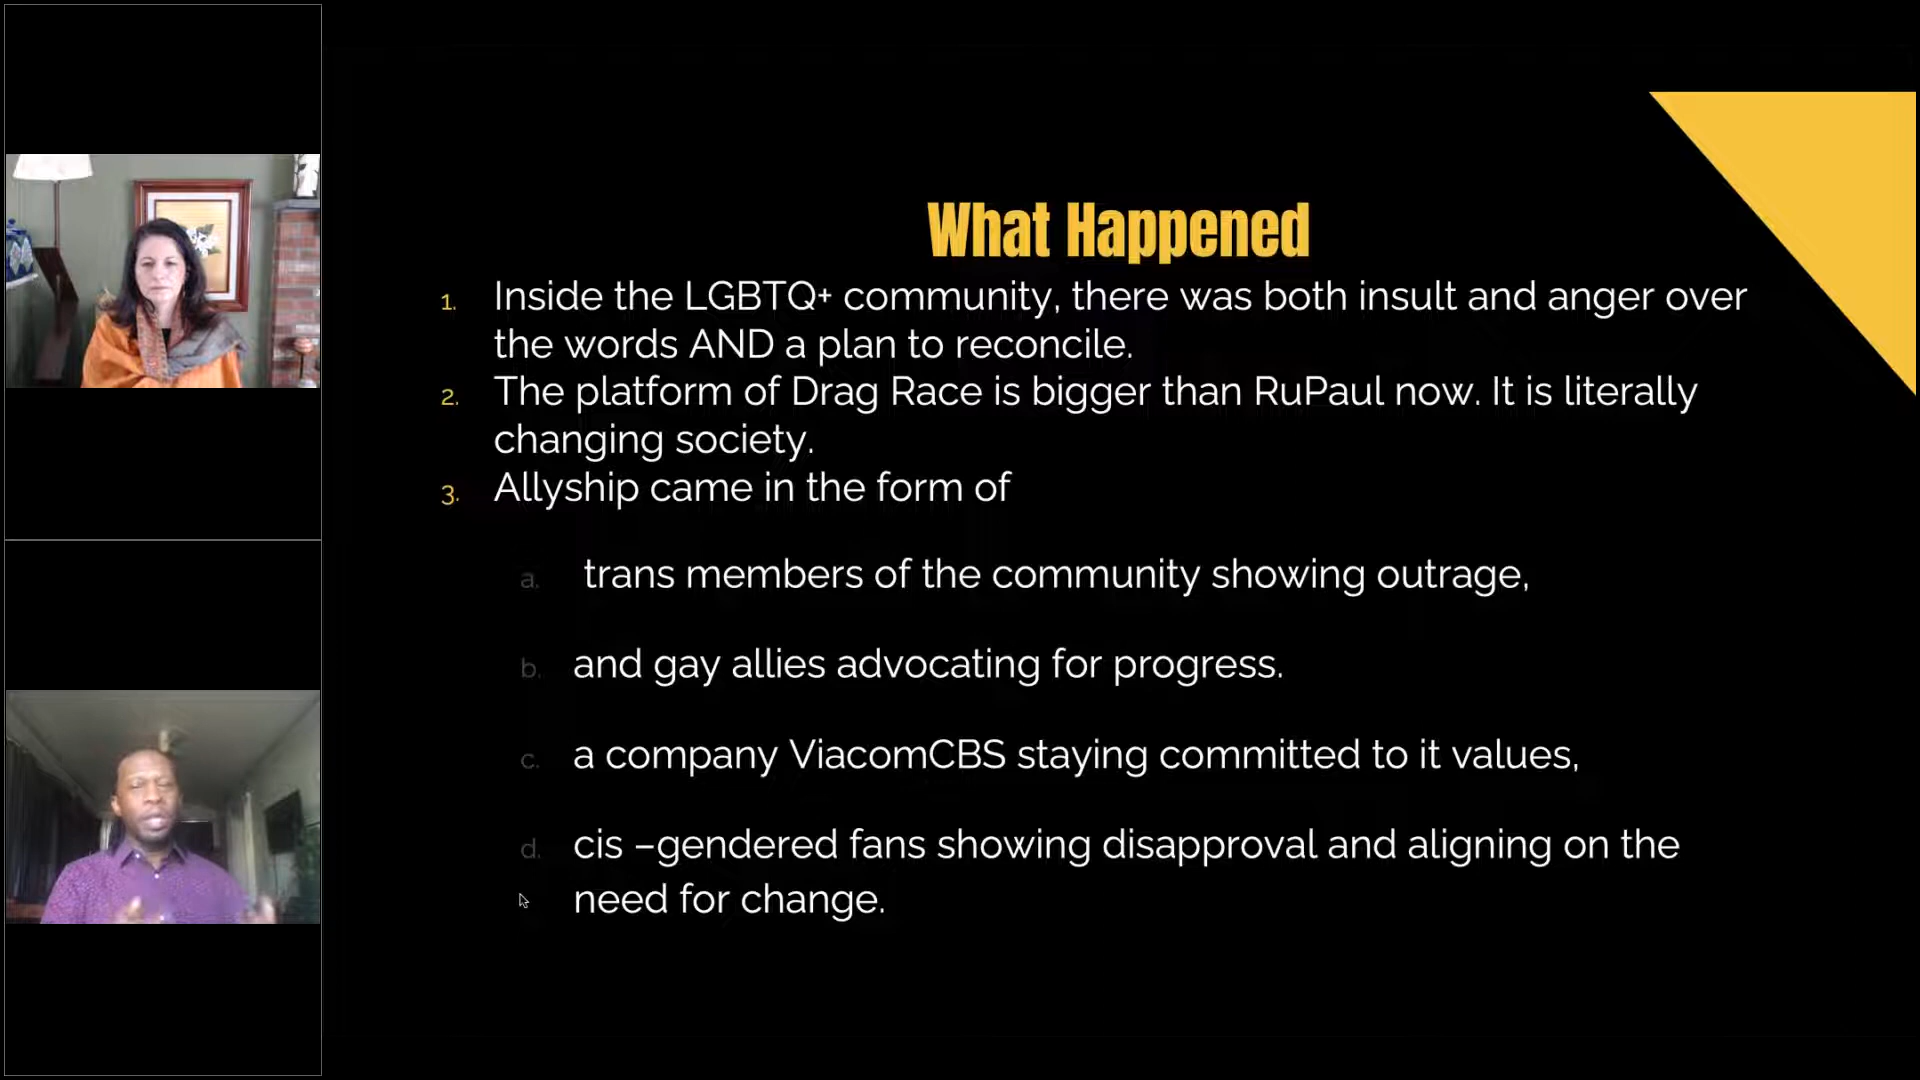 What Happened
1. Inside the LGBTQ+ community, there was both insult and anger over
the words AND a plan to reconcile.
2. The platform of Drag Race is bigger than RuPaul now. It is literally
changing society.
3. Allyship came in the form of
a. trans members of the community showing outrage,
b. and gay allies advocating for progress.
c. a company ViacomCBS staying committed to it values,
d. cis –gendered fans showing disapproval and aligning on the
need for change.